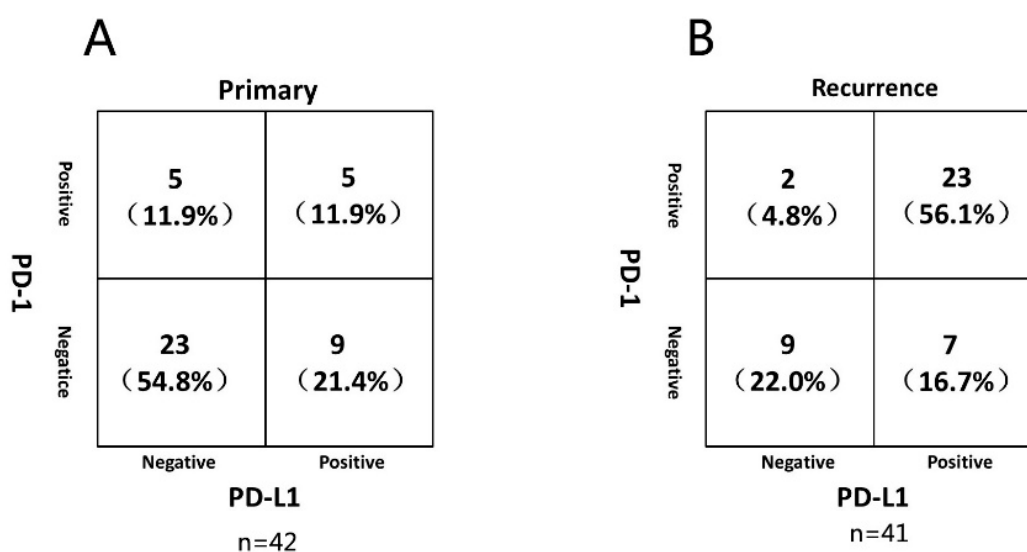 A
Primary
Positive
5
（11.9%）
5
（11.9%）
PD-1
Negatice
23
（54.8%）
9
（21.4%）
Negative
Positive
PD-L1
n=42
B
Recurrence
Positive
2
（4.8%）
23
（56.1%）
PD-1
Negative
9
（22.0%）
7
（16.7%）
Negative
Positive
PD-L1
n=41